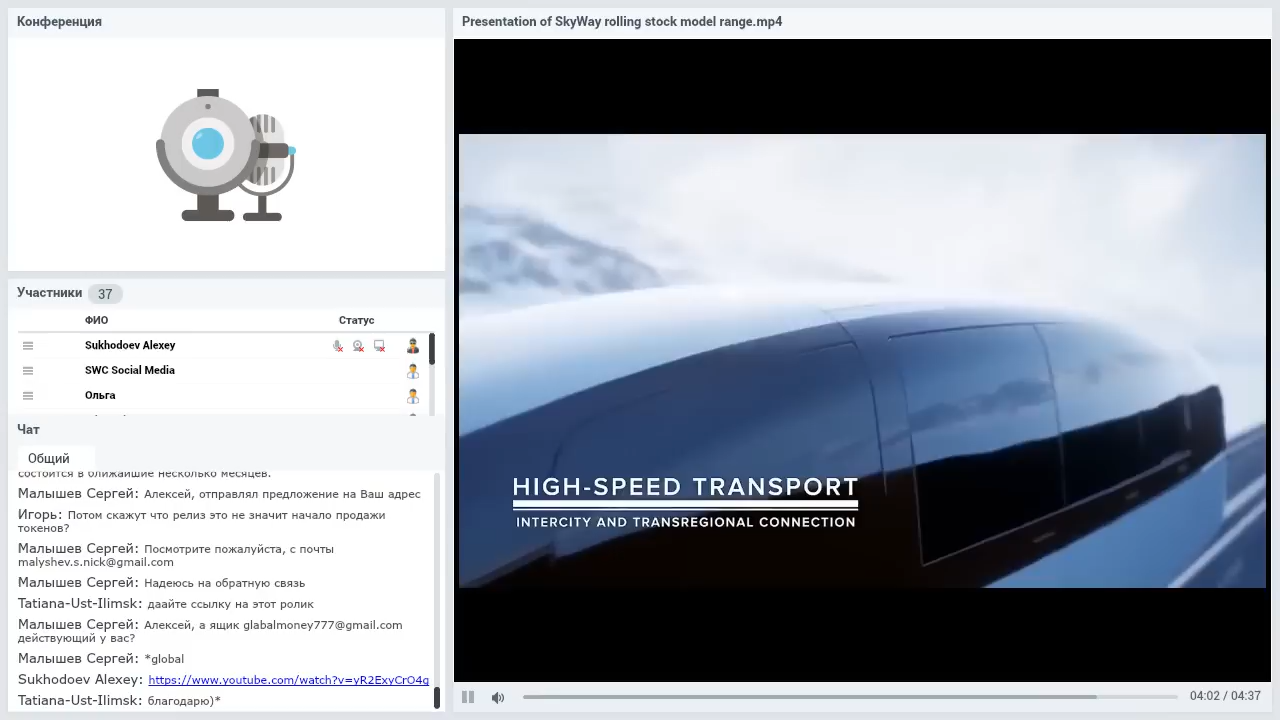 Конференция
Участники 37
ФИО Статус
Sukhodoev Alexey
SWC Social Media
Ольга
Чат
Общий
состоится в ближайшие несколько месяцев.
Малышев Сергей: Алексей, отправлял предложение на Ваш адрес
Игорь: Потом скажут что релиз это не значит начало продажи
токенов?
Малышев Сергей: Посмотрите пожалуйста, с почты
malyshev.s.nick@gmail.com
Малышев Сергей: Надеюсь на обратную связь
Tatiana-Ust-Ilimsk: даайте ссылку на этот ролик
Малышев Сергей: Алексей, а ящик glabalmoney777@gmail.com
действующий у вас?
Малышев Сергей: *global
Sukhodoev Alexey: https://www.youtube.com/watch?v=yR2ExyCrO4g
Tatiana-Ust-Ilimsk: благодарю)*
Presentation of SkyWay rolling stock model range.mp4
HIGH-SPEED TRANSPORT
INTERCITY AND TRANSREGIONAL CONNECTION
04:02 / 04:37